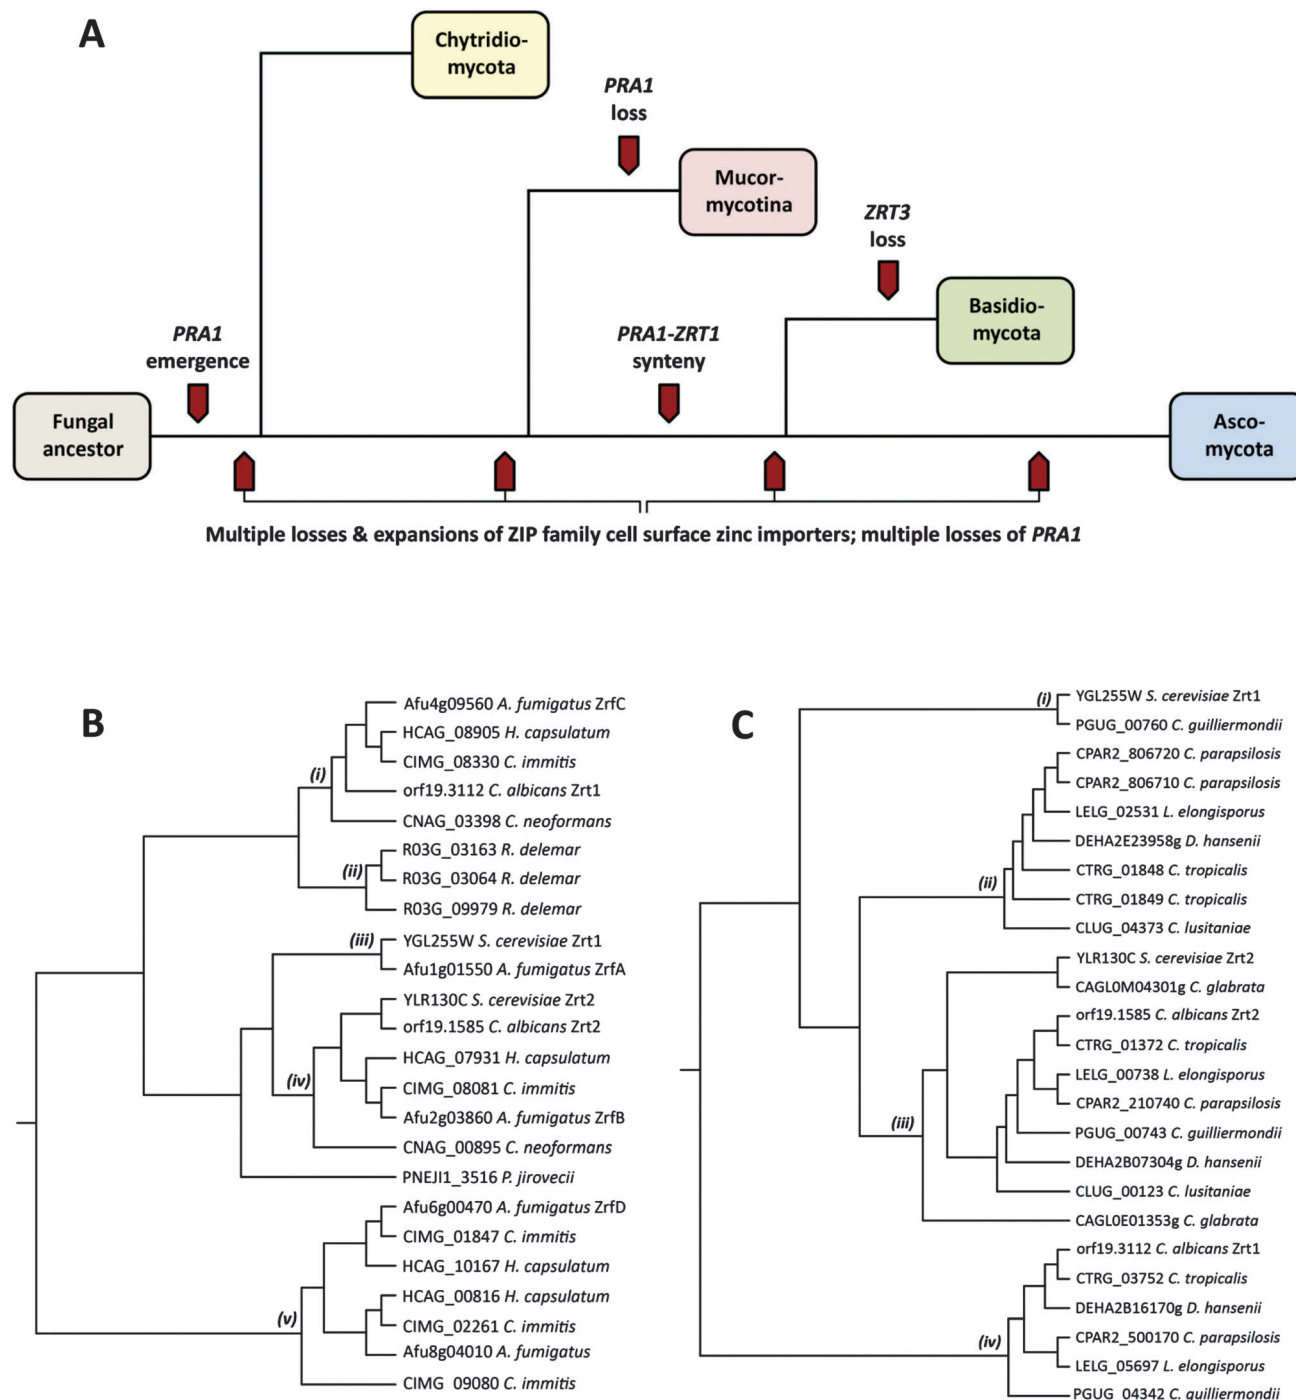 A
Chytridio-
mycota
PRA1
loss
Mucor-
mycotina
ZRT3
loss
Basidio-
mycota
PRA1
emergence
PRA1-ZRT1
synteny
Fungal
ancestor
Asco-
mycota
Multiple losses & expansions of ZIP family cell surface zinc importers; multiple losses of PRA1
B
Afu4g09560 A. fumigatus ZrfC
HCAG_08905 H. capsulatum
CIMG_08330 C. immitis
(i)
orf19.3112 C. albicans Zrt1
CNAG_03398 C. neoformans
R03G_03163 R. delemar
(ii)
R03G_03064 R. delemar
R03G_09979 R. delemar
(iii)
YGL255W S. cerevisiae Zrt1
Afu1g01550 A. fumigatus ZrfA
YLR130C S. cerevisiae Zrt2
orf19.1585 C. albicans Zrt2
HCAG_07931 H. capsulatum
(iv)
CIMG_08081 C. immitis
Afu2g03860 A. fumigatus ZrfB
CNAG_00895 C. neoformans
PNEJI1_3516 P. jirovecii
Afu6g00470 A. fumigatus ZrfD
CIMG_01847 C. immitis
HCAG_10167 H. capsulatum
HCAG_00816 H. capsulatum
(v)
CIMG_02261 C. immitis
Afu8g04010 A. fumigatus
CIMG_09080 C. immitis
C
(i)
YGL255W S. cerevisiae Zrt1
PGUG_00760 C. guilliermondii
CPAR2_806720 C. parapsilosis
CPAR2_806710 C. parapsilosis
LELG_02531 L. elongisporus
DEHA2E23958g D. hansenii
CTRG_01848 C. tropicalis
(ii)
CTRG_01849 C. tropicalis
CLUG_04373 C. lusitaniae
YLR130C S. cerevisiae Zrt2
CAGL0M04301g C. glabrata
orf19.1585 C. albicans Zrt2
CTRG_01372 C. tropicalis
LELG_00738 L. elongisporus
CPAR2_210740 C. parapsilosis
(iii)
PGUG_00743 C. guilliermondii
DEHA2B07304g D. hansenii
CLUG_00123 C. lusitaniae
CAGL0E01353g C. glabrata
orf19.3112 C. albicans Zrt1
CTRG_03752 C. tropicalis
DEHA2B16170g D. hansenii
(iv)
CPAR2_500170 C. parapsilosis
LELG_05697 L. elongisporus
PGUG_04342 C. guilliermondii